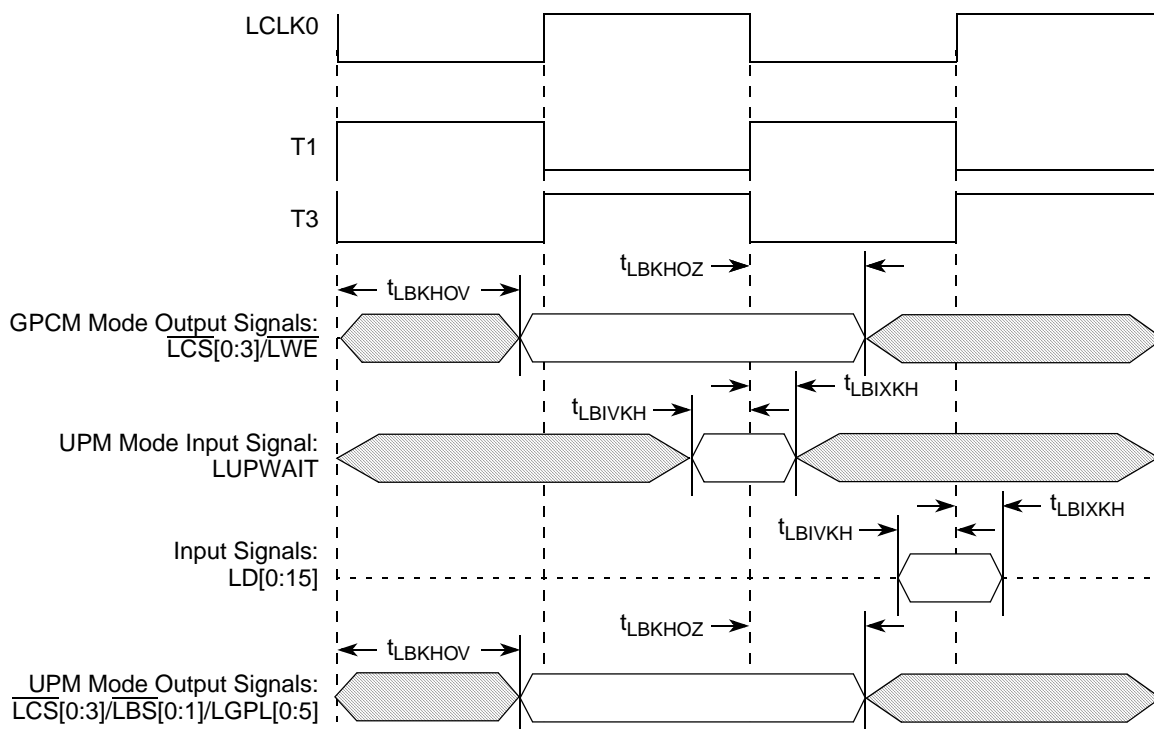 LCLK0
T1
T3
tLBKHOZ
tLBKHOV
GPCM Mode Output Signals:
LCS[0:3]/LWE
tLBIXKH
tLBIVKH
UPM Mode Input Signal:
LUPWAIT
tLBIXKH
tLBIVKH
Input Signals:
LD[0:15]
tLBKHOZ
tLBKHOV
UPM Mode Output Signals:
LCS[0:3]/LBS[0:1]/LGPL[0:5]